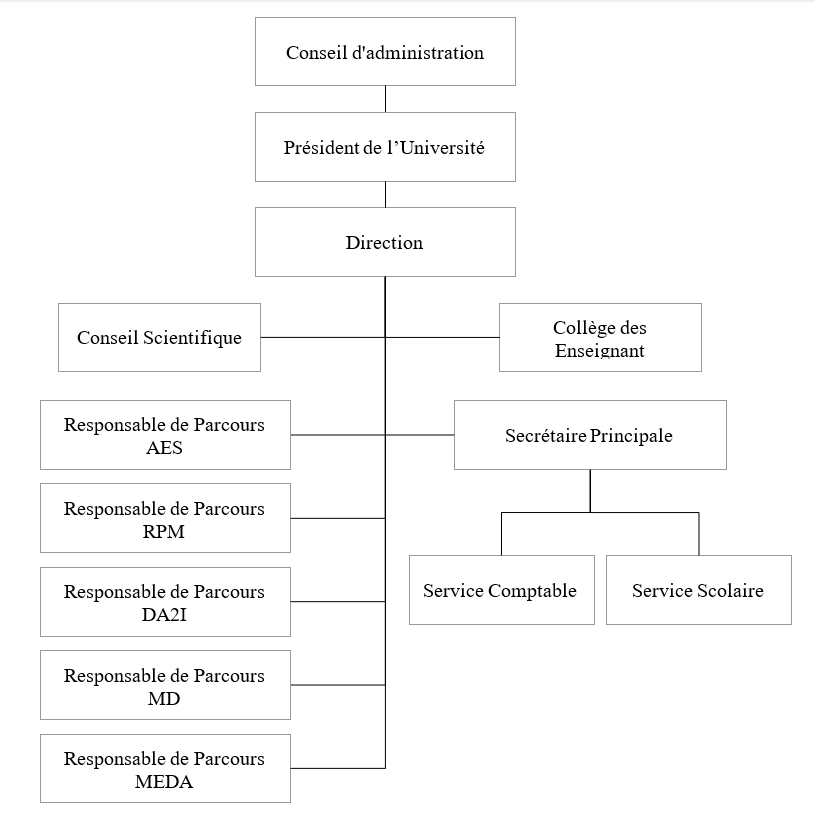 Conseil d'administration
Président de l’Université
Direction
Conseil Scientifique
Collège des
Enseignant
Responsable de Parcours
AES
Secrétaire Principale
Responsable de Parcours
RPM
Service Comptable
Service Scolaire
Responsable de Parcours
DA2I
Responsable de Parcours
MD
Responsable de Parcours
MEDA